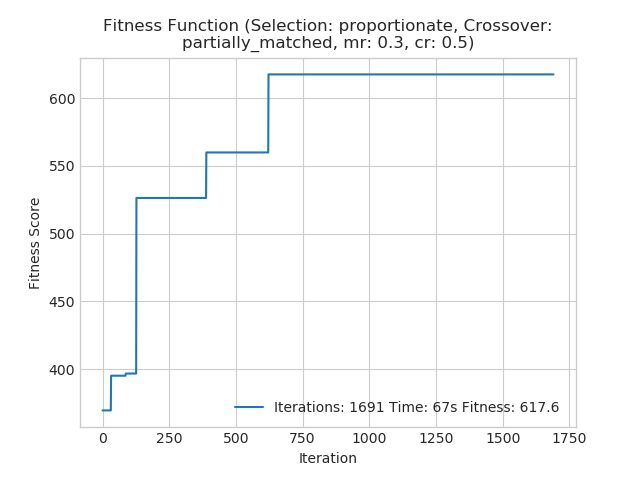 Fitness Function (Selection: proportionate, Crossover:
partially_matched, mr: 0.3, cr: 0.5)
Fitness Score
600
550
500
450
400
Iterations: 1691 Time: 67s Fitness: 617.6
0 250 500 750 1000 1250 1500 1750
Iteration